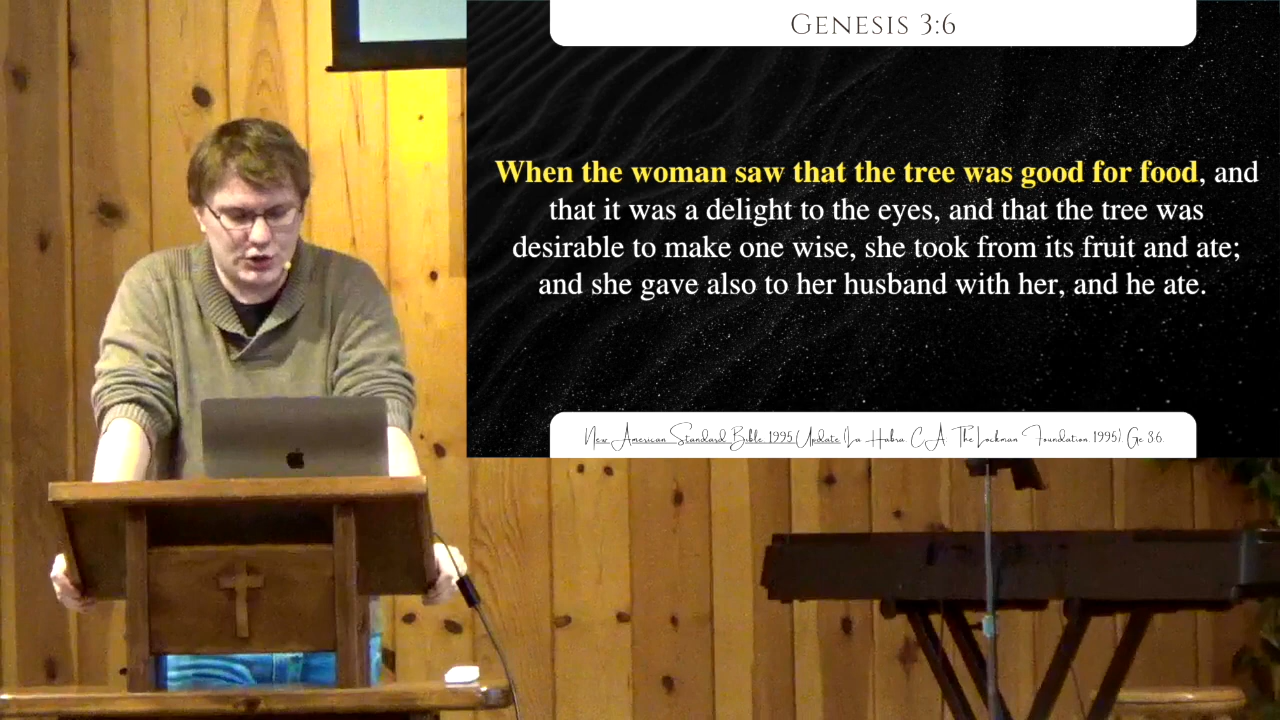 Genesis 3:6
When the woman saw that the tree was good for food, and
that it was a delight to the eyes, and that the tree was
desirable to make one wise, she took from its fruit and ate;
and she gave also to her husband with her, and he ate.
New American Standard Bible 1995 Update (La Habra, CA: The Lockman Foundation, 1995), Ge 3:6.